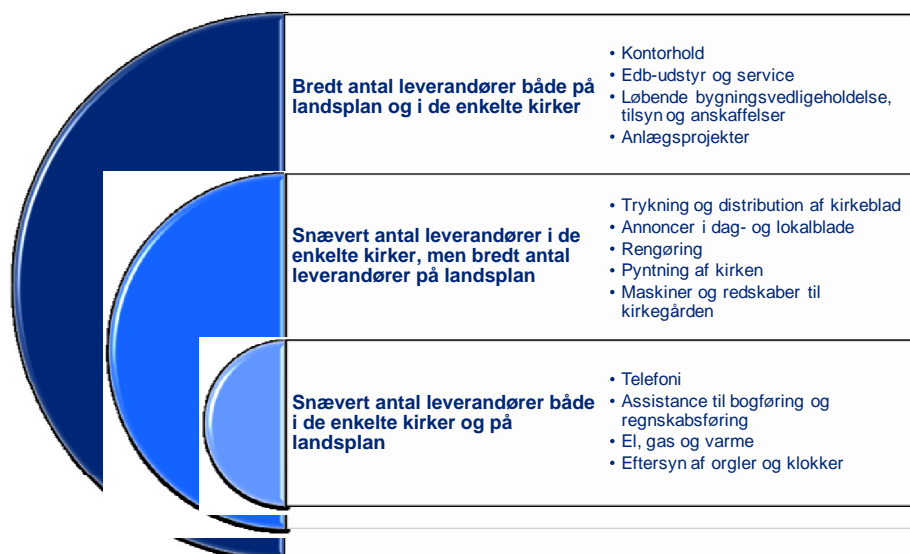 Bredt antal leverandører både på
landsplan og i de enkelte kirker
• Kontorhold
• Edb-udstyr og service
• Løbende bygningsvedligeholdelse,
tilsyn og anskaffelser
• Anlægsprojekter
Snævert antal leverandører i de
enkelte kirker, men bredt antal
leverandører på landsplan
• Trykning og distribution af kirkeblad
• Annoncer i dag- og lokalblade
• Rengøring
• Pyntning af kirken
• Maskiner og redskaber til
kirkegården
Snævert antal leverandører både
i de enkelte kirker og på
landsplan
• Telefoni
• Assistance til bogføring og
regnskabsføring
• El, gas og varme
• Eftersyn af orgler og klokker